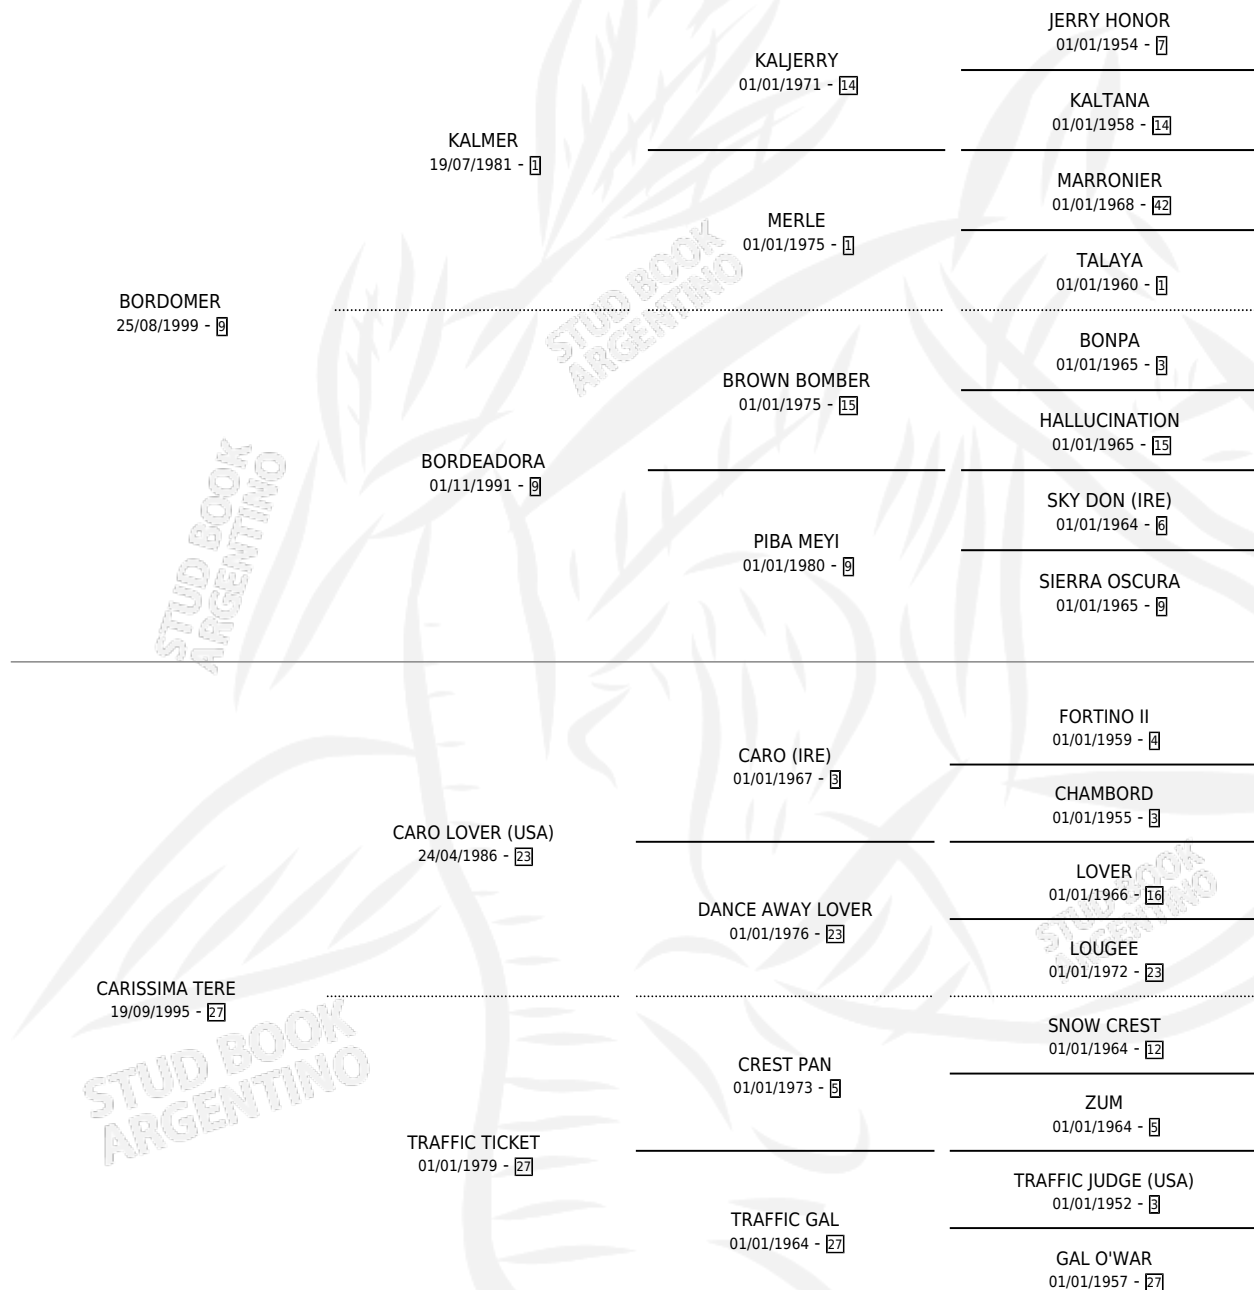 JERRY HONOR
01/01/1954 - 7
KALJERRY
01/01/1971 - 14
KALTANA
01/01/1958 - 14
KALMER
19/07/1981 - 1
MARRONIER
01/01/1968 - 42
MERLE
01/01/1975 - 1
TALAYA
01/01/1960 - 1
BORDOMER
25/08/1999 - 9
BONPA
01/01/1965 - 3
BROWN BOMBER
01/01/1975 - 15
HALLUCINATION
01/01/1965 - 15
BORDEADORA
01/11/1991 - 9
SKY DON (IRE)
01/01/1964 - 6
PIBA MEYI
01/01/1980 - 9
SIERRA OSCURA
01/01/1965 - 9
STUD BOOK
ARGENTINO
STUD BOOK
ARGENTINO
FORTINO II
01/01/1959 - 4
CARO (IRE)
01/01/1967 - 3
CHAMBORD
01/01/1955 - 3
CARO LOVER (USA)
24/04/1986 - 23
LOVER
01/01/1966 - 16
DANCE AWAY LOVER
01/01/1976 - 23
LOUGEE
01/01/1972 - 23
CARISSIMA TERE
19/09/1995 - 27
SNOW CREST
01/01/1964 - 12
CREST PAN
01/01/1973 - 5
ZUM
01/01/1964 - 5
TRAFFIC TICKET
01/01/1979 - 27
TRAFFIC JUDGE (USA)
01/01/1952 - 3
TRAFFIC GAL
01/01/1964 - 27
GAL O'WAR
01/01/1957 - 27
STUD BOOK
ARGENTINO
STUD BOOK
ARGENTINO